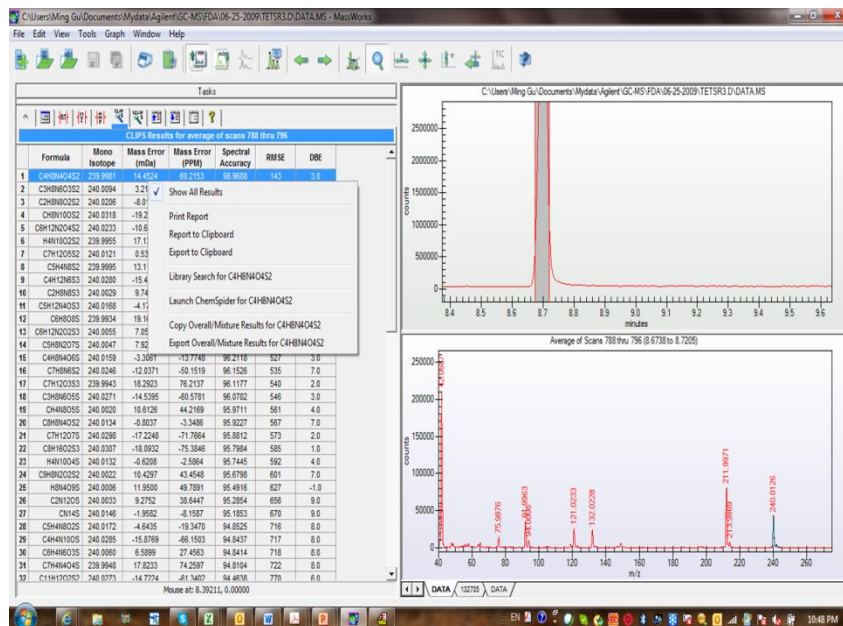 C:\Users\Ming Gu\Documents\Mydata\Agilent\GC-MS\FDA\06-25-2009\TETSR3.D\DATA.MS - MassWorks
File Edit View Tools Graph Window Help
Tasks
CLIPS Results for average of scans 788 thru 796
Formula Mono Isotope Mass Error (mDa) Mass Error (PPM) Spectral Accuracy RMSE DBE
1 C4H8N4O4S2 239.9981 14.4524 60.2153 98.9688 143 3.0
2 C3H8N6O3S2 240.0094 3.21
3 C2H8N8O2S2 240.0206 -8.0
4 CH8N10OS2 240.0318 -19.2
5 C6H12N2O4S2 240.0233 -10.6
6 H4N10O2S2 239.9955 17.1
7 C7H12O5S2 240.0121 0.53
8 C5H4N8S2 239.9995 13.1
9 C4H12N6S3 240.0280 -15.4
10 C2H8N8S3 240.0029 9.74
11 C5H12N4OS3 240.0168 -4.17
12 C6H8O8S 239.9934 19.1
13 C6H12N2O2S3 240.0055 7.05
14 C5H8N2O7S 240.0047 7.92
15 C4H8N4O6S 240.0159 -3.3061 -13.7748 96.2118 527 3.0
16 C7H8N6S2 240.0246 -12.0371 -50.1519 96.1526 535 7.0
17 C7H12O3S3 239.9943 18.2923 76.2137 96.1177 540 2.0
18 C3H8N6O5S 240.0271 -14.5395 -60.5781 96.0782 546 3.0
19 CH4N8O5S 240.0020 10.6126 44.2169 95.9711 561 4.0
20 C8H8N4OS2 240.0134 -0.8037 -3.3486 95.9227 567 7.0
21 C7H12O7S 240.0298 -17.2248 -71.7664 95.8812 573 2.0
22 C8H16O2S3 240.0307 -18.0932 -75.3846 95.7984 585 1.0
23 H4N10O4S 240.0132 -0.6208 -2.5864 95.7445 592 4.0
24 C9H8N2O2S2 240.0022 10.4297 43.4548 95.6798 601 7.0
25 H8N4O9S 240.0006 11.9500 49.7891 95.4916 627 -1.0
26 C2N12OS 240.0033 9.2752 38.6447 95.2854 656 9.0
27 CN14S 240.0146 -1.9582 -8.1587 95.1853 670 9.0
28 C5H4N8O2S 240.0172 -4.6435 -19.3470 94.8525 716 8.0
29 C4H4N10OS 240.0285 -15.8769 -66.1503 94.8437 717 8.0
30 C6H4N6O3S 240.0060 6.5899 27.4563 94.8414 718 8.0
31 C7H4N4O4S 239.9948 17.8233 74.2597 94.8104 722 8.0
32 C11H12O2S2 240.0273 -14.7224 -61.3402 94.4638 770 6.0
Show All Results
Print Report
Report to Clipboard
Export to Clipboard
Library Search for C4H8N4O4S2
Launch ChemSpider for C4H8N4O4S2
Copy Overall/Mixture Results for C4H8N4O4S2
Export Overall/Mixture Results for C4H8N4O4S2
Mouse at: 8.39211, 0.00000
TIC
C:\Users\Ming Gu\Documents\Mydata\Agilent\GC-MS\FDA\06-25-2009\TETSR3.D\DATA.MS
counts
2500000
2000000
1500000
1000000
500000
0
8.4 8.5 8.6 8.7 8.8 8.9 9.0 9.1 9.2 9.3 9.4 9.5 9.6
minutes
Average of Scans 788 thru 796 (8.6738 to 8.7205)
counts
250000
200000
150000
100000
50000
0
75.9876
121.0233
132.0228
211.9971
240.0126
40 60 80 100 120 140 160 180 200 220 240 260
m/z
DATA 132735 DATA
EN
10:48 PM